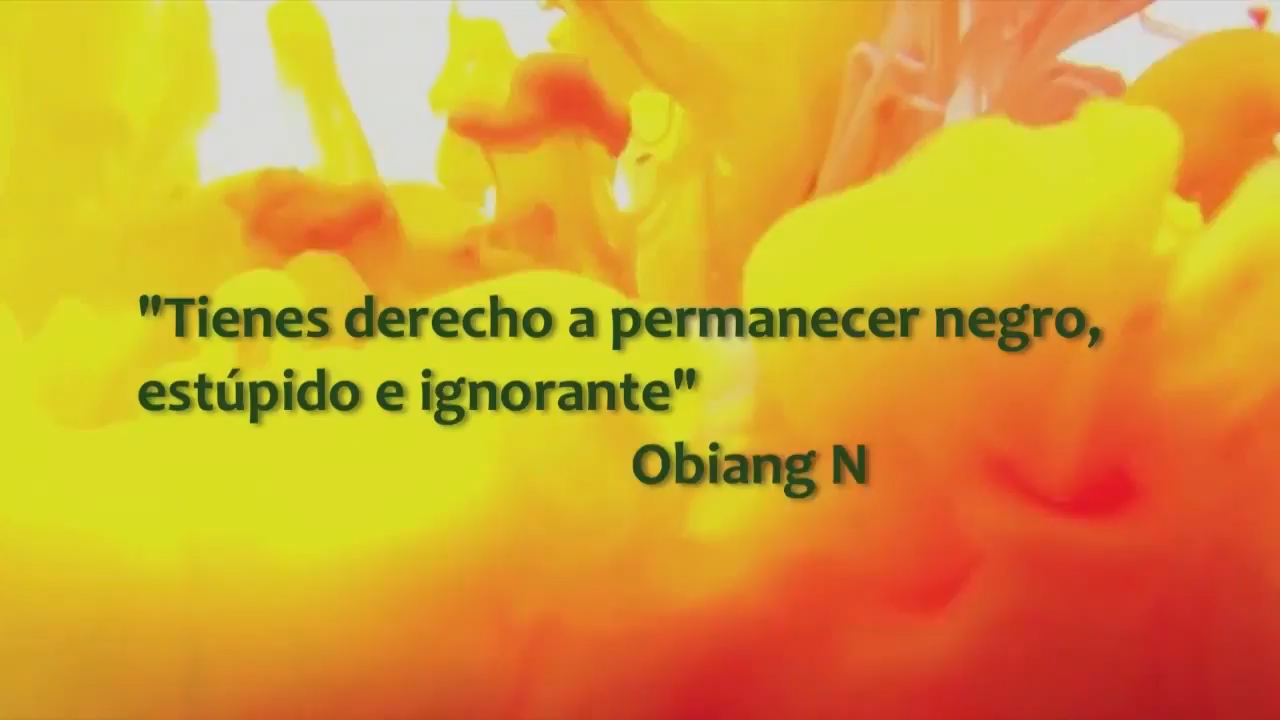 "Tienes derecho a permanecer negro,
estúpido e ignorante"
Obiang N